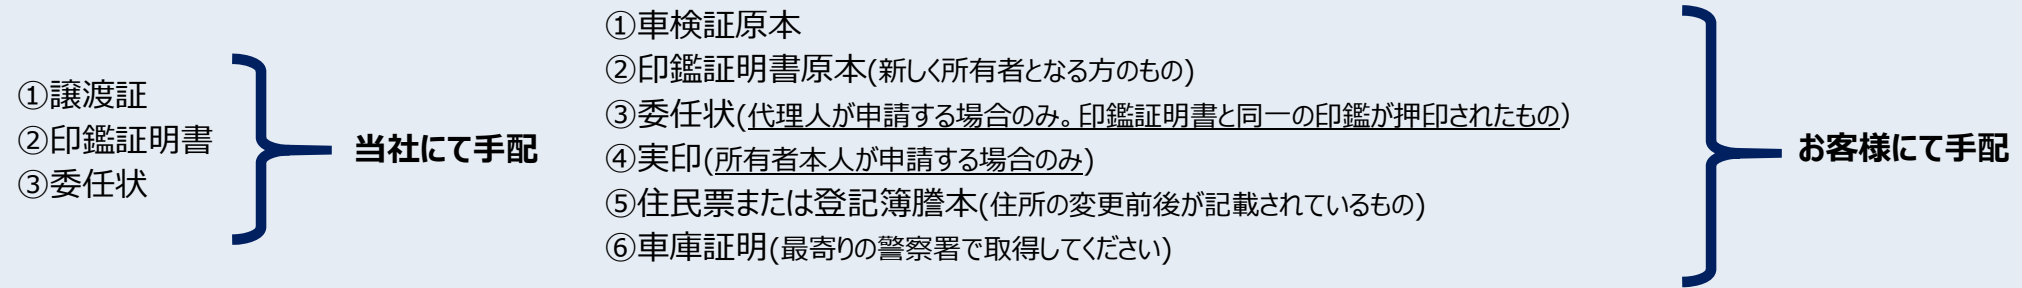 ①譲渡証
②印鑑証明書
③委任状
当社にて手配
①車検証原本
②印鑑証明書原本(新しく所有者となる方のもの)
③委任状(代理人が申請する場合のみ。印鑑証明書と同一の印鑑が押印されたもの）
④実印(所有者本人が申請する場合のみ)
⑤住民票または登記簿謄本(住所の変更前後が記載されているもの)
⑥車庫証明(最寄りの警察署で取得してください)
お客様にて手配